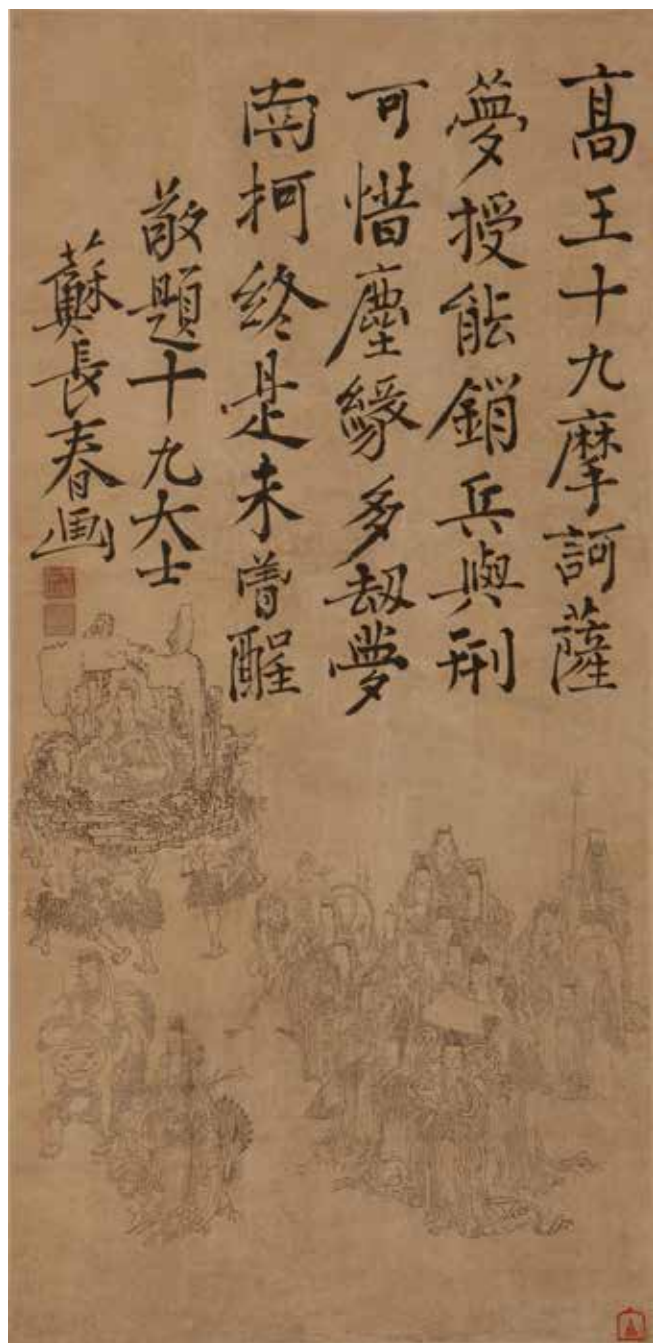 高王十九摩訶薩
夢授能銷兵與刑
可惜塵緣多劫夢
南柯終是未曾醒
敬題十九大士
蘇長春画